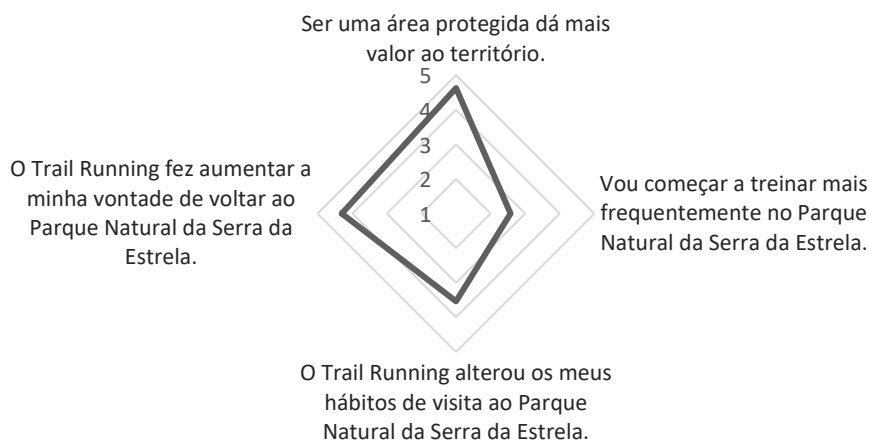 Ser uma área protegida dá mais
valor ao território.
5
4
3
2
1
O Trail Running fez aumentar a
minha vontade de voltar ao
Parque Natural da Serra da
Estrela.
Vou começar a treinar mais
frequentemente no Parque
Natural da Serra da Estrela.
O Trail Running alterou os meus
hábitos de visita ao Parque
Natural da Serra da Estrela.